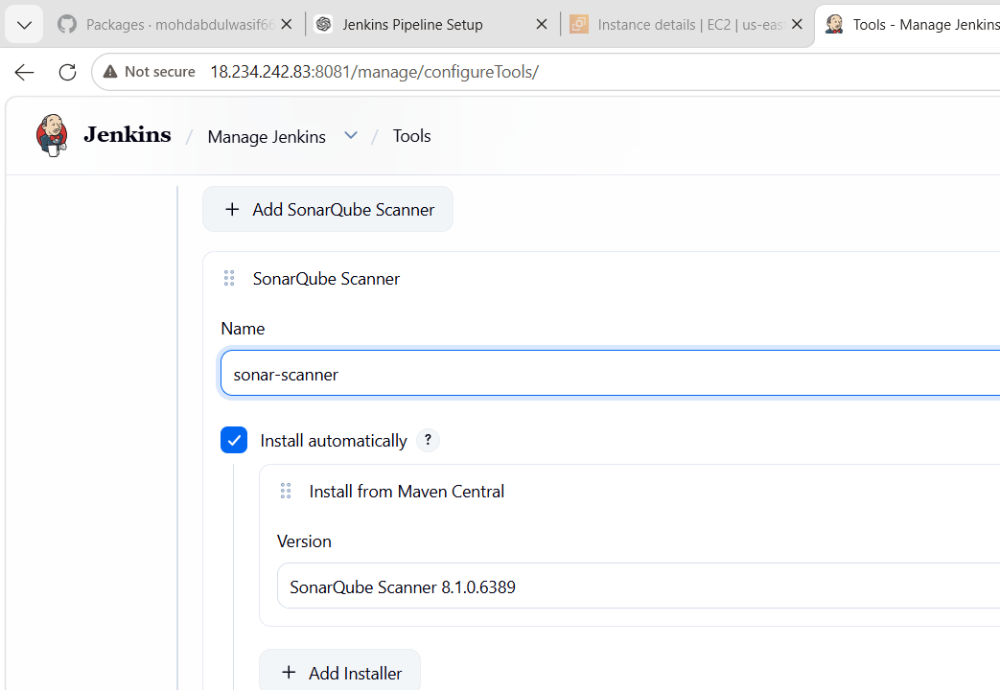 Packages · mohdabdulwasif66
Jenkins Pipeline Setup
Instance details | EC2 | us-eas
Tools - Manage Jenkins
Not secure 18.234.242.83:8081/manage/configureTools/
Jenkins / Manage Jenkins / Tools
+ Add SonarQube Scanner
SonarQube Scanner
Name
sonar-scanner
Install automatically ?
Install from Maven Central
Version
SonarQube Scanner 8.1.0.6389
+ Add Installer